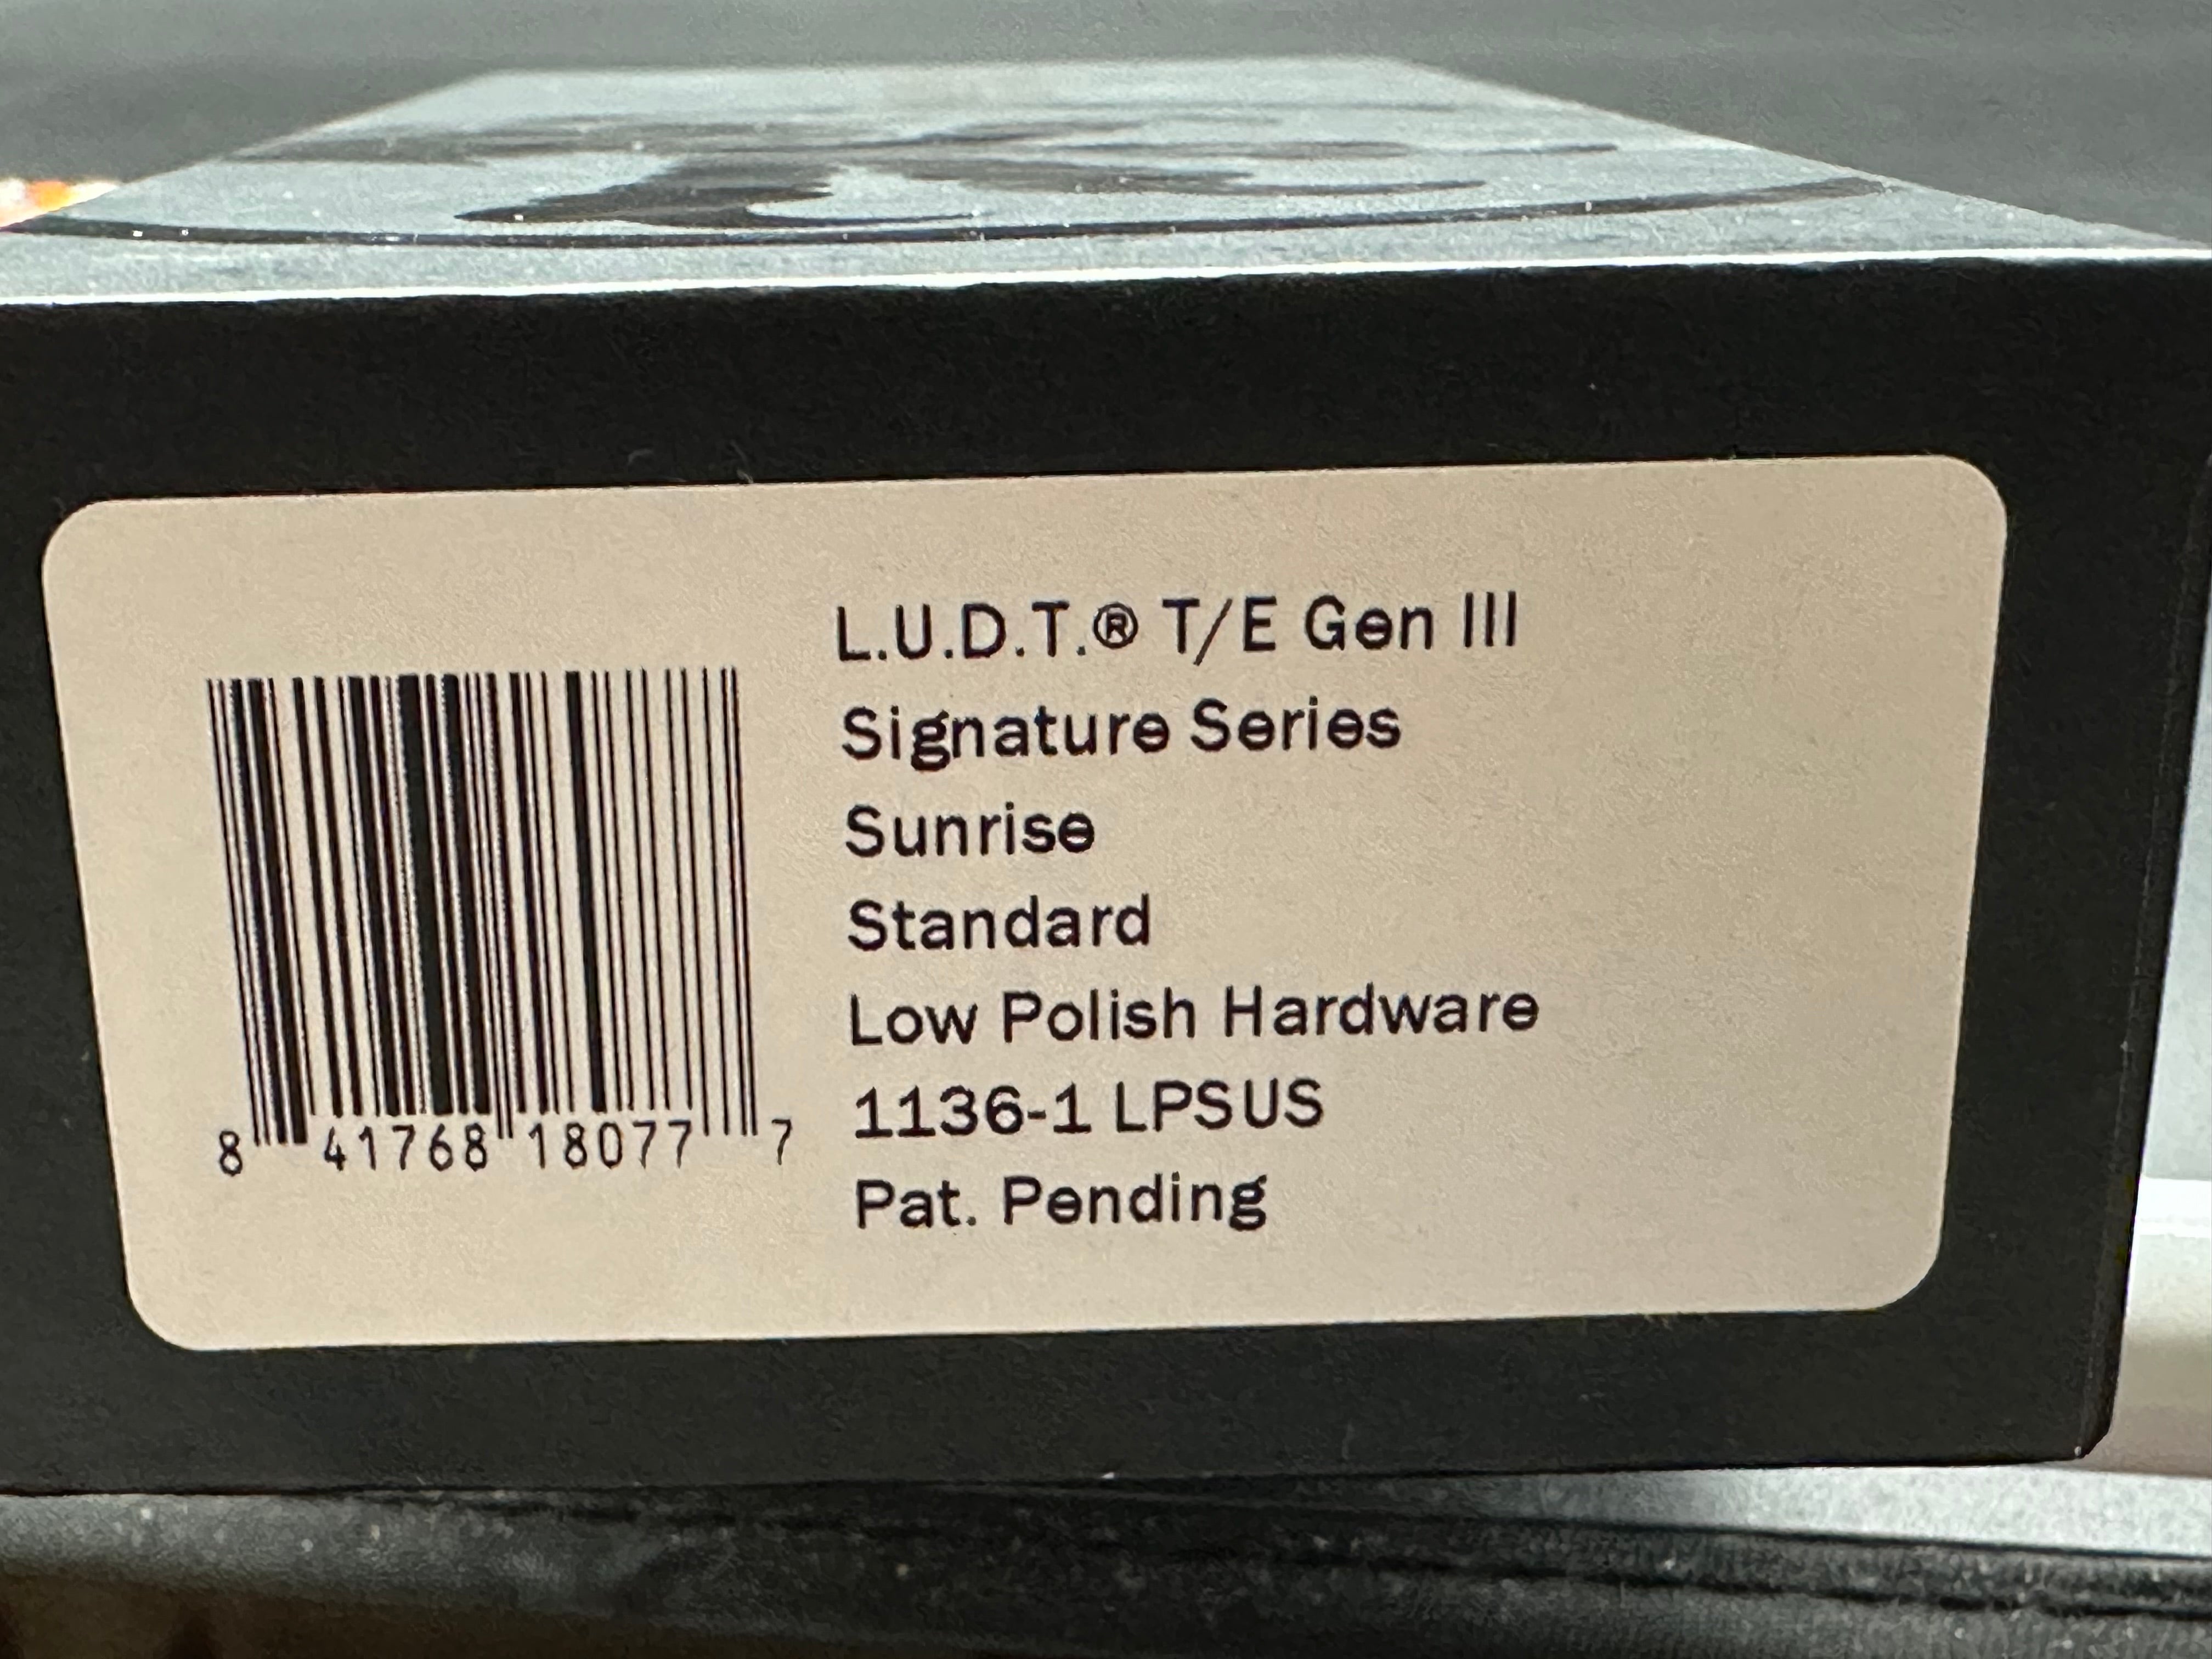 L.U.D.T.® T/E Gen III
Signature Series
Sunrise
Standard
Low Polish Hardware
1136-1 LPSUS
Pat. Pending
8 41768 18077 7